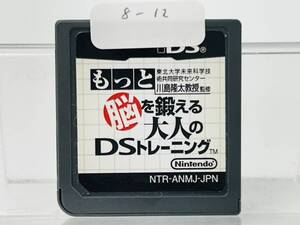 8-12
DS
もっと
東北大学未来科学技
術共同研究センター
川島隆太教授 監修
脳を鍛える
大人の
DSトレーニング™
Nintendo
NTR-ANMJ-JPN